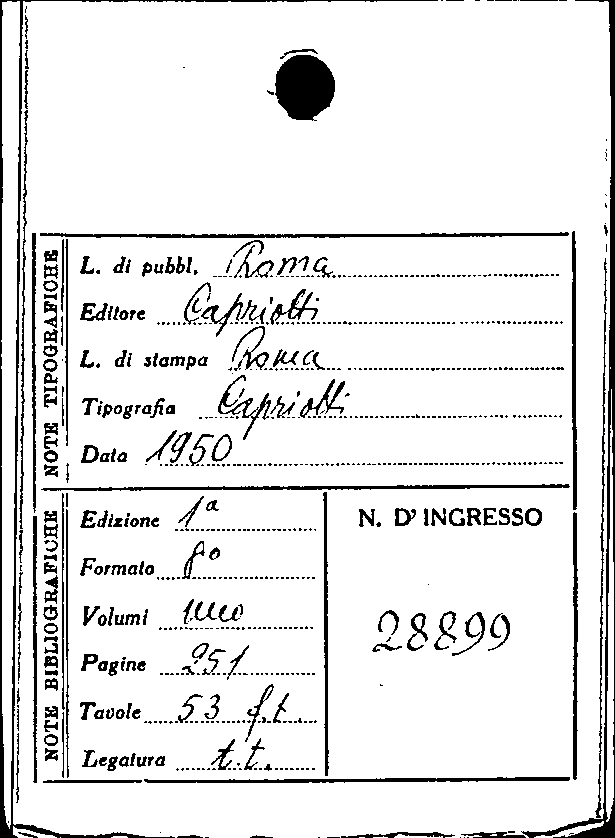 NOTE TIPOGRAFICHE
L. di pubbl. Roma
Editore Capriotti
L. di stampa Roma
Tipografia Capriotti
Data 1950
NOTE BIBLIOGRAFICHE
Edizione 1ª
Formato 8º
Volumi uno
Pagine 251
Tavole 53 f.t.
Legatura t.t.
N. D'INGRESSO
28899